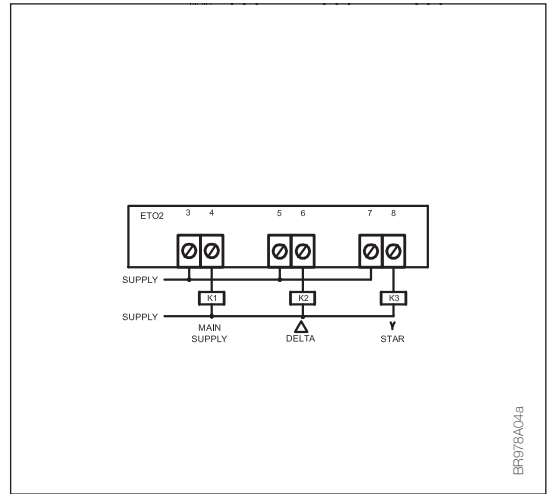 ETO2 3 4 5 6 7 8
SUPPLY
K1 K2 K3
SUPPLY
MAIN
SUPPLY
DELTA
STAR
BR978A04a